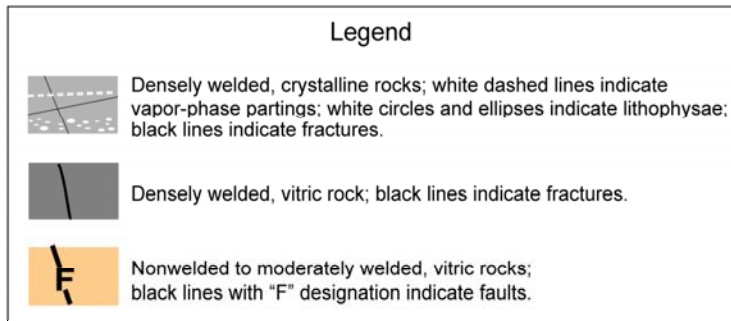 Legend
Densely welded, crystalline rocks; white dashed lines indicate
vapor-phase partings; white circles and ellipses indicate lithophysae;
black lines indicate fractures.
Densely welded, vitric rock; black lines indicate fractures.
F
Nonwelded to moderately welded, vitric rocks;
black lines with “F” designation indicate faults.